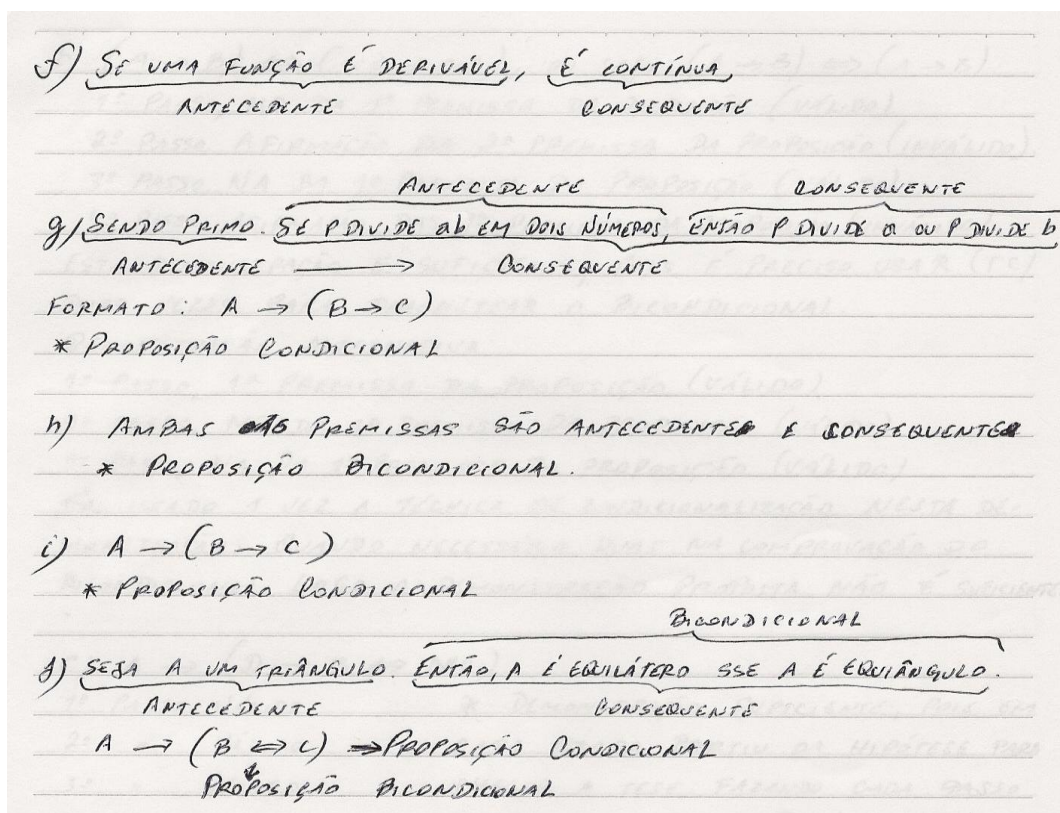 f) SE UMA FUNÇÃO É DERIVÁVEL, É CONTÍNUA
ANTECEDENTE CONSEQUENTE
ANTECEDENTE CONSEQUENTE
g) SENDO PRIMO. SE P DIVIDE ab EM DOIS NÚMEROS, ENTÃO P DIVIDE a OU P DIVIDE b
ANTECEDENTE → CONSEQUENTE
FORMATO: A → (B → C)
* PROPOSIÇÃO CONDICIONAL
h) AMBAS AS PREMISSAS SÃO ANTECEDENTE E CONSEQUENTE
* PROPOSIÇÃO BICONDICIONAL.
i) A → (B → C)
* PROPOSIÇÃO CONDICIONAL
BICONDICIONAL
j) SEJA A UM TRIÂNGULO. ENTÃO, A É EQUILÁTERO SSE A É EQUIÂNGULO.
ANTECEDENTE CONSEQUENTE
A → (B ⇔ C) ⇒ PROPOSIÇÃO CONDICIONAL
PROPOSIÇÃO BICONDICIONAL